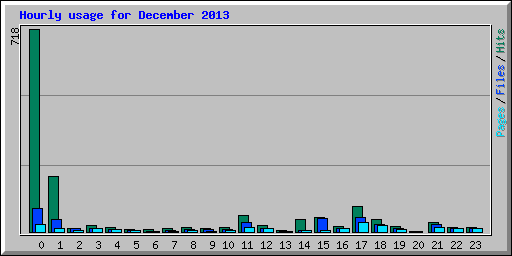 Hourly usage for December 2013
718
Pages/Files/Hits
0 1 2 3 4 5 6 7 8 9 10 11 12 13 14 15 16 17 18 19 20 21 22 23